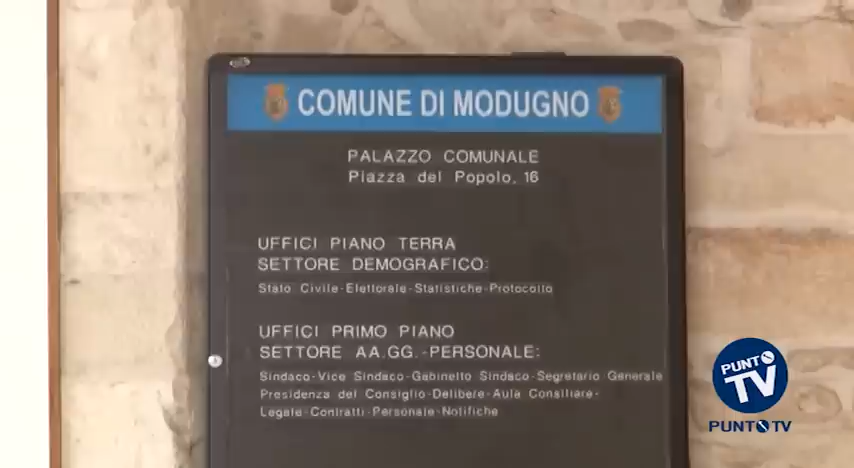 COMUNE DI MODUGNO
PALAZZO COMUNALE
Piazza del Popolo, 16
UFFICI PIANO TERRA
SETTORE DEMOGRAFICO:
Stato Civile-Elettorale-Statistiche-Protocollo
UFFICI PRIMO PIANO
SETTORE AA.GG.-PERSONALE:
Sindaco-Vice Sindaco-Gabinetto Sindaco-Segretario Generale
Presidenza del Consiglio-Delibere-Aula Consiliare-
Legale-Contratti-Personale-Notifiche
PUNTO
TV
PUNTO TV